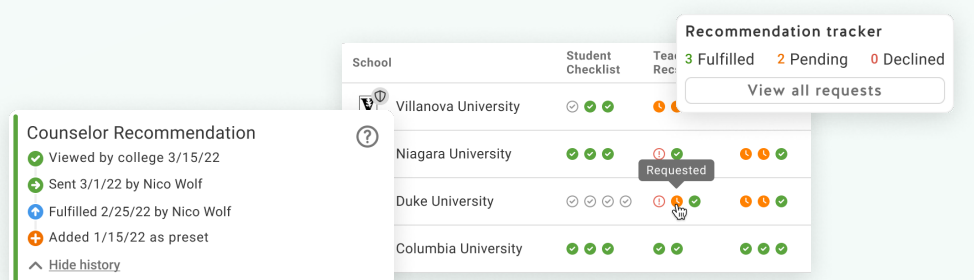 Recommendation tracker
3 Fulfilled 2 Pending 0 Declined
View all requests
School
Student
Checklist
Villanova University
Niagara University
Requested
Duke University
Columbia University
Counselor Recommendation
?
Viewed by college 3/15/22
Sent 3/1/22 by Nico Wolf
Fulfilled 2/25/22 by Nico Wolf
Added 1/15/22 as preset
Hide history